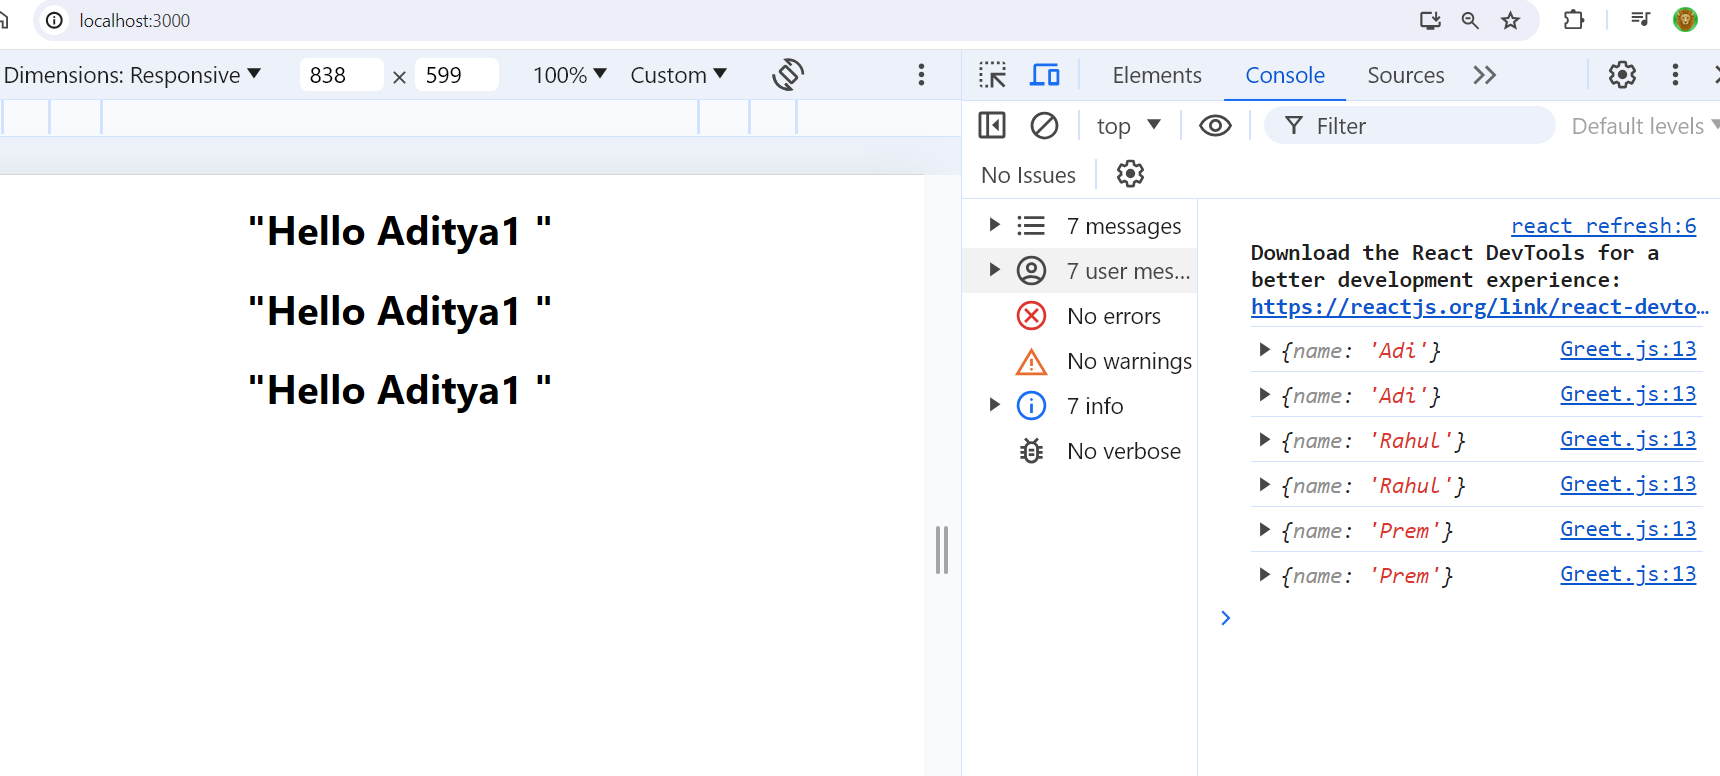 localhost:3000
Dimensions: Responsive 838 × 599 100% Custom
Elements Console Sources
top Filter Default levels
No Issues
"Hello Aditya1 "
"Hello Aditya1 "
"Hello Aditya1 "
7 messages
7 user mes...
No errors
No warnings
7 info
No verbose
react refresh:6
Download the React DevTools for a
better development experience:
https://reactjs.org/link/react-devto...
{name: 'Adi'} Greet.js:13
{name: 'Adi'} Greet.js:13
{name: 'Rahul'} Greet.js:13
{name: 'Rahul'} Greet.js:13
{name: 'Prem'} Greet.js:13
{name: 'Prem'} Greet.js:13